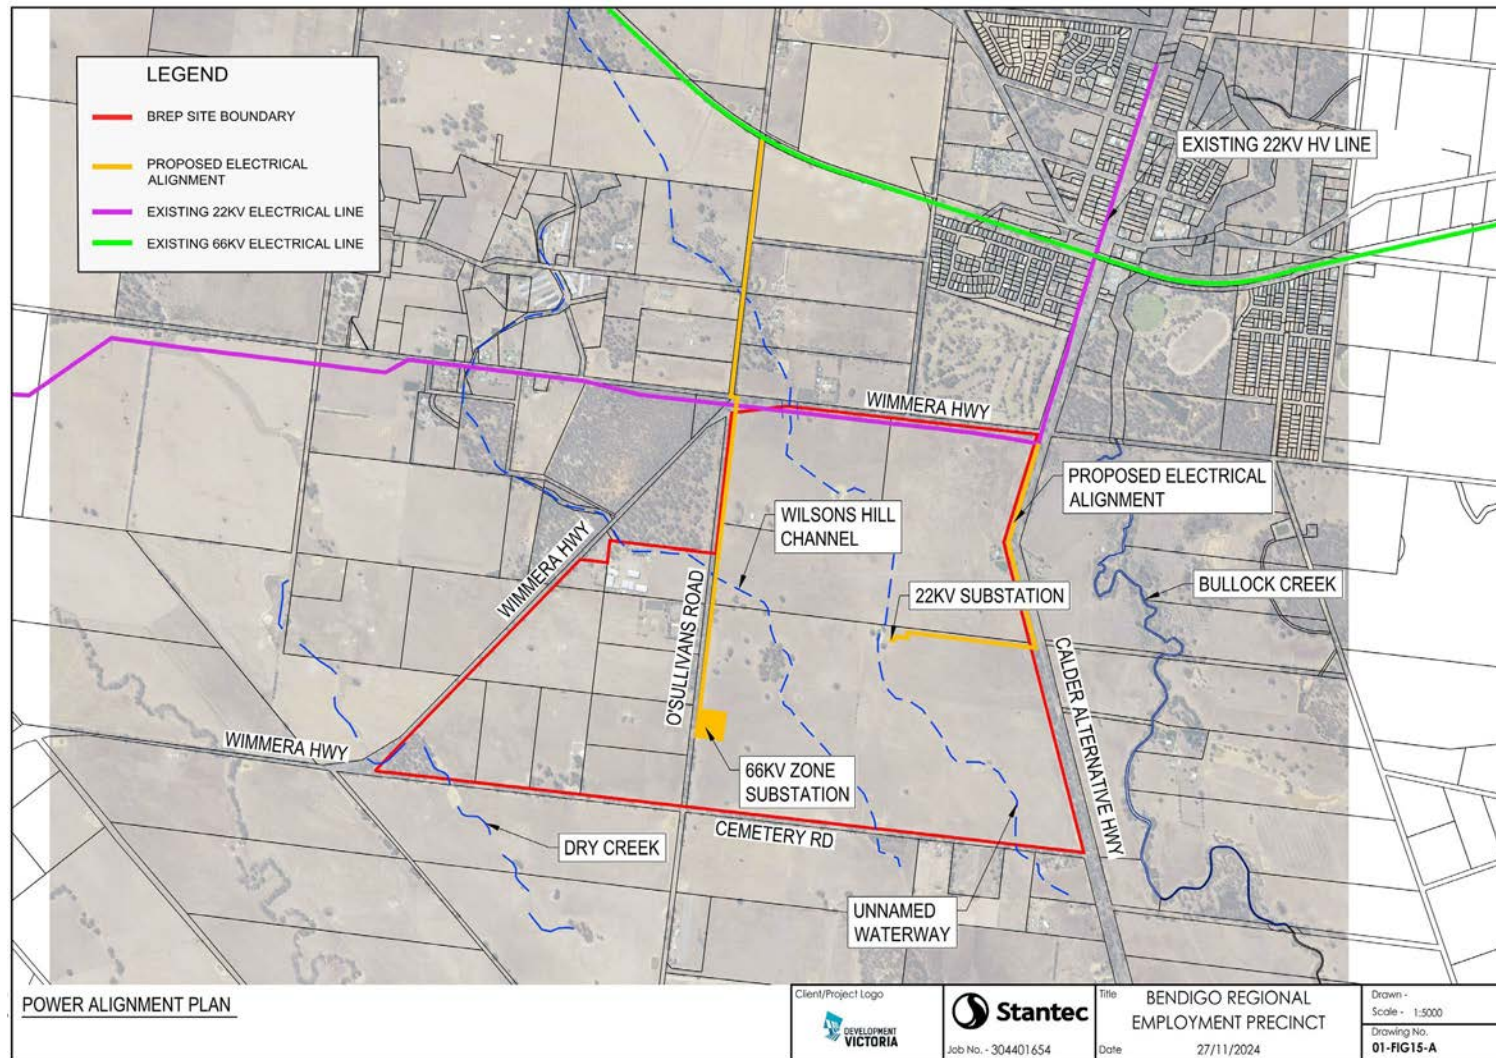 LEGEND
BREP SITE BOUNDARY
PROPOSED ELECTRICAL
ALIGNMENT
EXISTING 22KV ELECTRICAL LINE
EXISTING 66KV ELECTRICAL LINE
EXISTING 22KV HV LINE
WIMMERA HWY
PROPOSED ELECTRICAL
ALIGNMENT
WILSONS HILL
CHANNEL
WIMMERA HWY
22KV SUBSTATION
BULLOCK CREEK
O'SULLIVANS ROAD
CALDER ALTERNATIVE HWY
WIMMERA HWY
66KV ZONE
SUBSTATION
CEMETERY RD
DRY CREEK
UNNAMED
WATERWAY
POWER ALIGNMENT PLAN
Client/Project Logo
DEVELOPMENT
VICTORIA
Stantec
Job No. - 304401654
Title
BENDIGO REGIONAL
EMPLOYMENT PRECINCT
Date
27/11/2024
Drawn -
Scale - 1:5000
Drawing No.
01-FIG15-A